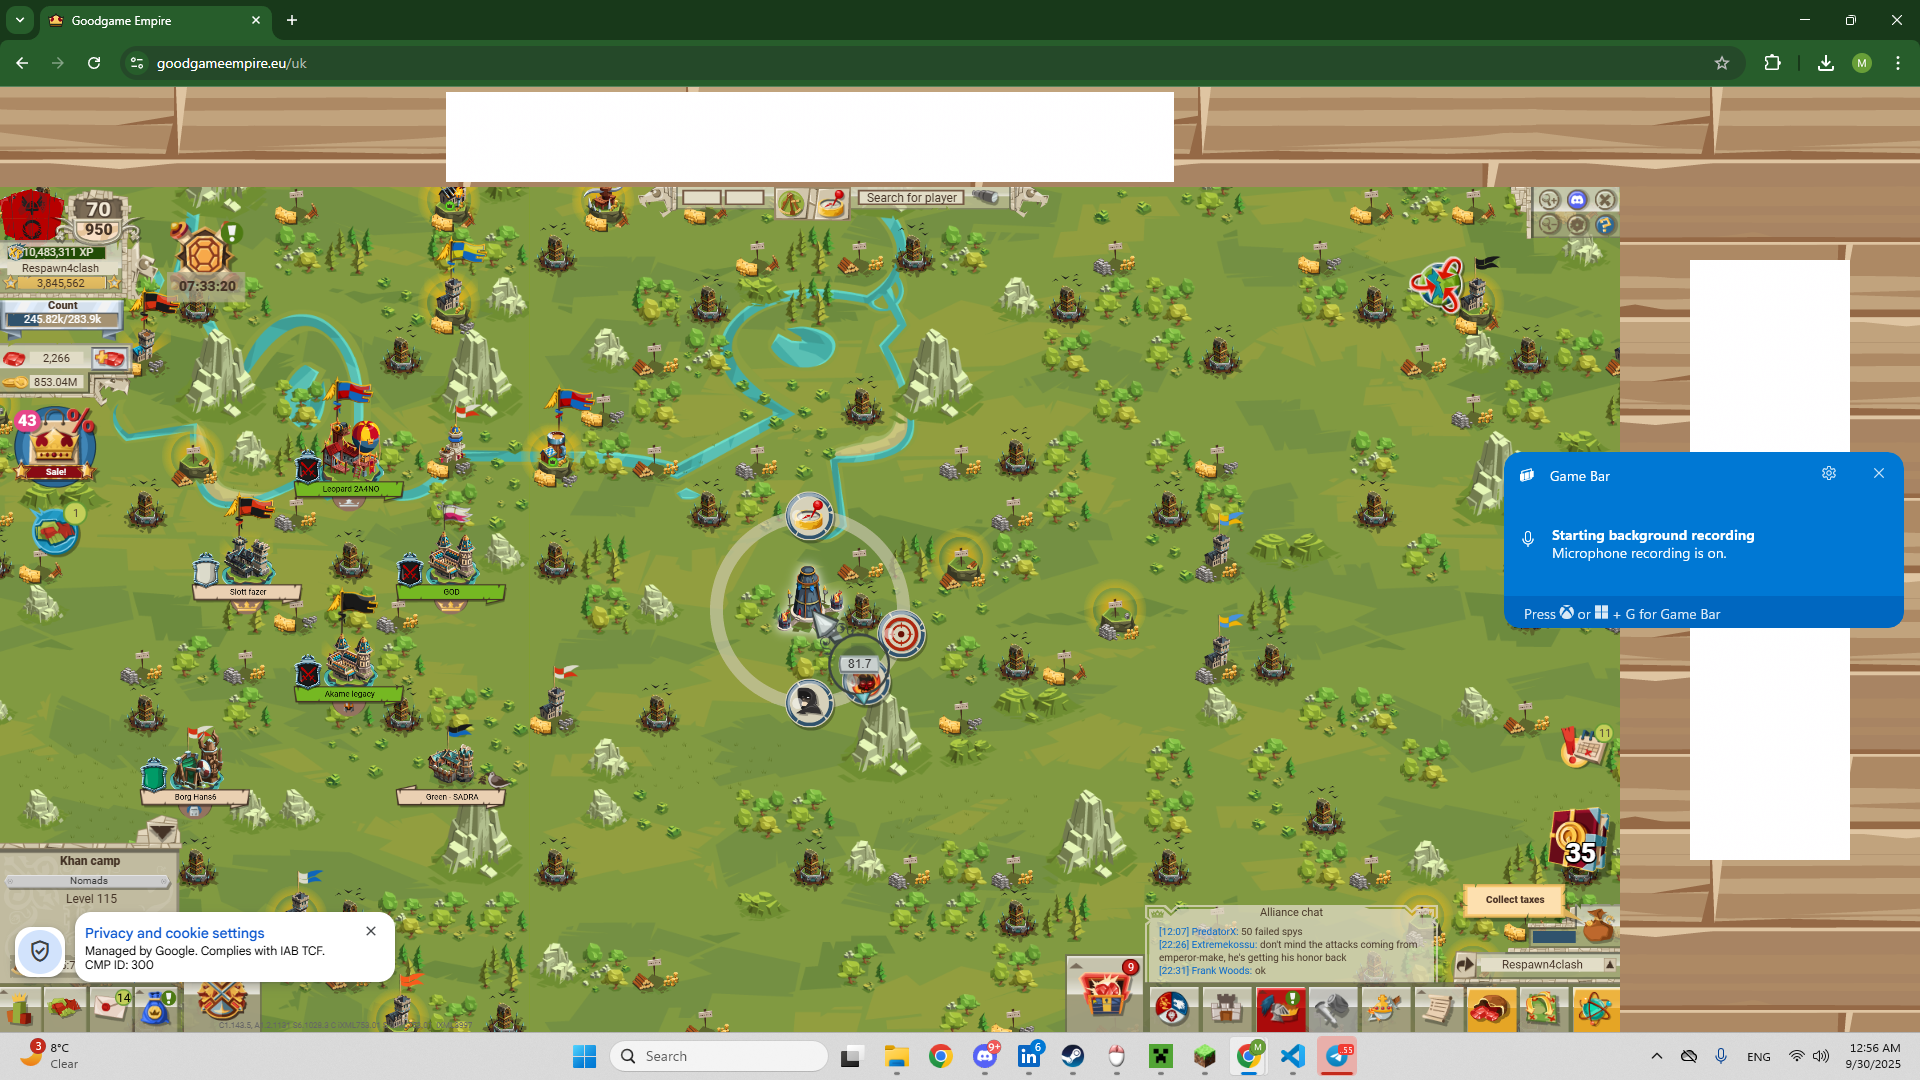 Goodgame Empire
goodgameempire.eu/uk
M
70
950
10,483,311 XP
Respawn4clash
3,845,562
Count
245.82k/283.9k
2,266
853.04M
07:33:20
43
Sale!
1
Search for player
Leopard 2A4NO
Slott fazer
GOD
Akame legacy
Borg Hans6
Green - SADRA
81.7
Game Bar
Starting background recording
Microphone recording is on.
Press or + G for Game Bar
11
35
Collect taxes
Khan camp
Nomads
Level 115
Privacy and cookie settings
Managed by Google. Complies with IAB TCF.
CMP ID: 300
Alliance chat
[12:07] PredatorX: 50 failed spys
[22:26] Extremekossu: don't mind the attacks coming from
emperor-make, he's getting his honor back
[22:31] Frank Woods: ok
Respawn4clash
9
14
3
8°C
Clear
Search
9+
6
M
55
ENG
12:56 AM
9/30/2025